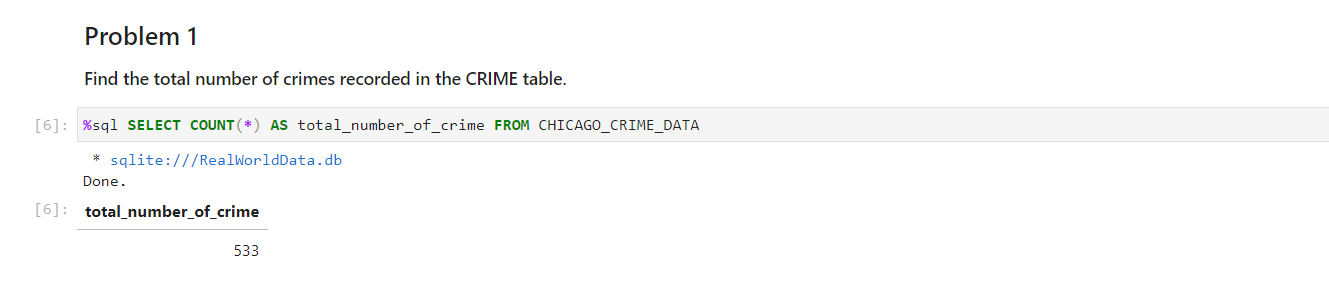 Problem 1
Find the total number of crimes recorded in the CRIME table.
[6]: %sql SELECT COUNT(*) AS total_number_of_crime FROM CHICAGO_CRIME_DATA
* sqlite:///RealWorldData.db
Done.
[6]: total_number_of_crime
533